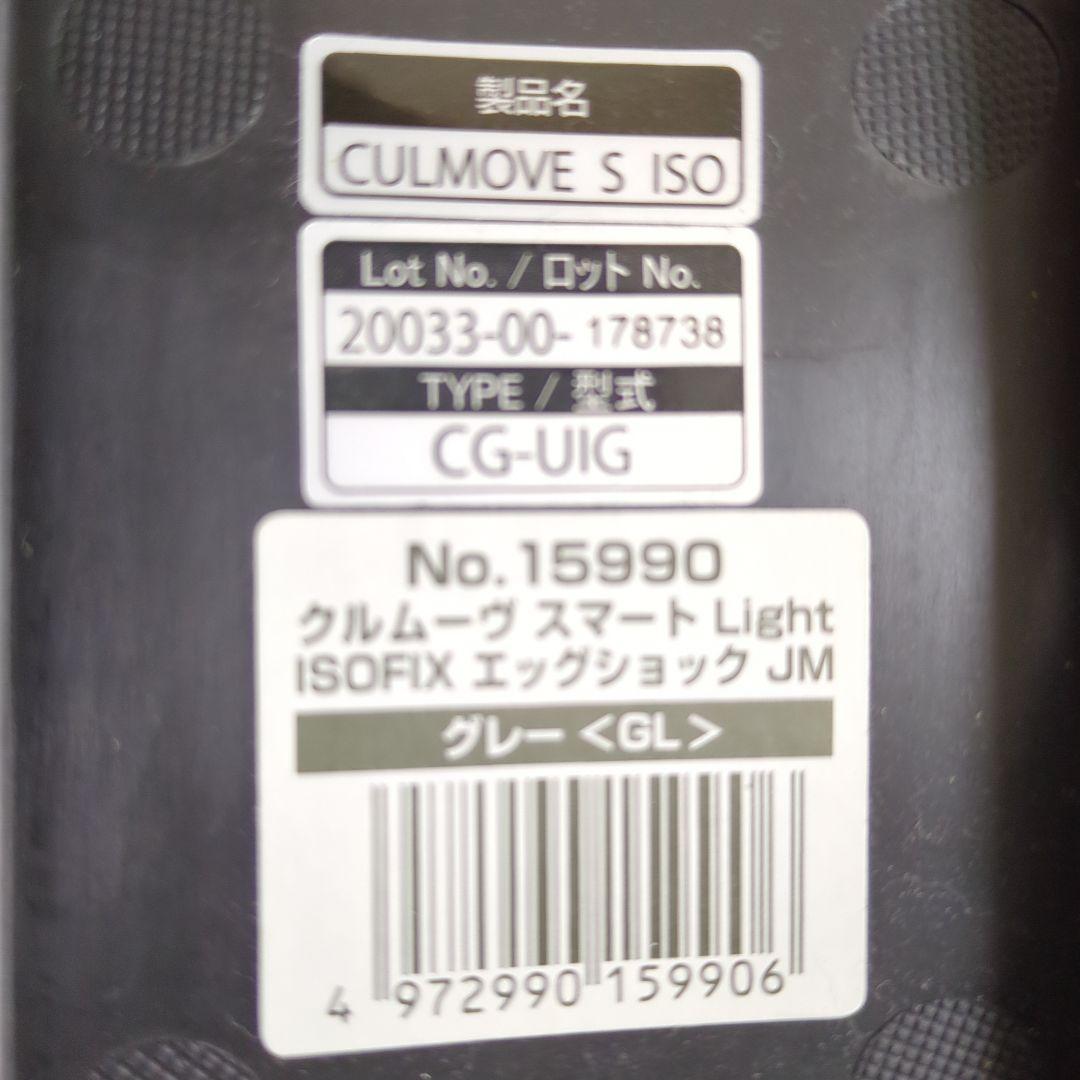 製品名
CULMOVE S ISO
Lot No. / ロット No.
20033-00-178738
TYPE / 型式
CG-UIG
No.15990
クルムーヴ スマート Light
ISOFIX エッグショック JM
グレー <GL>
4 972990 159906